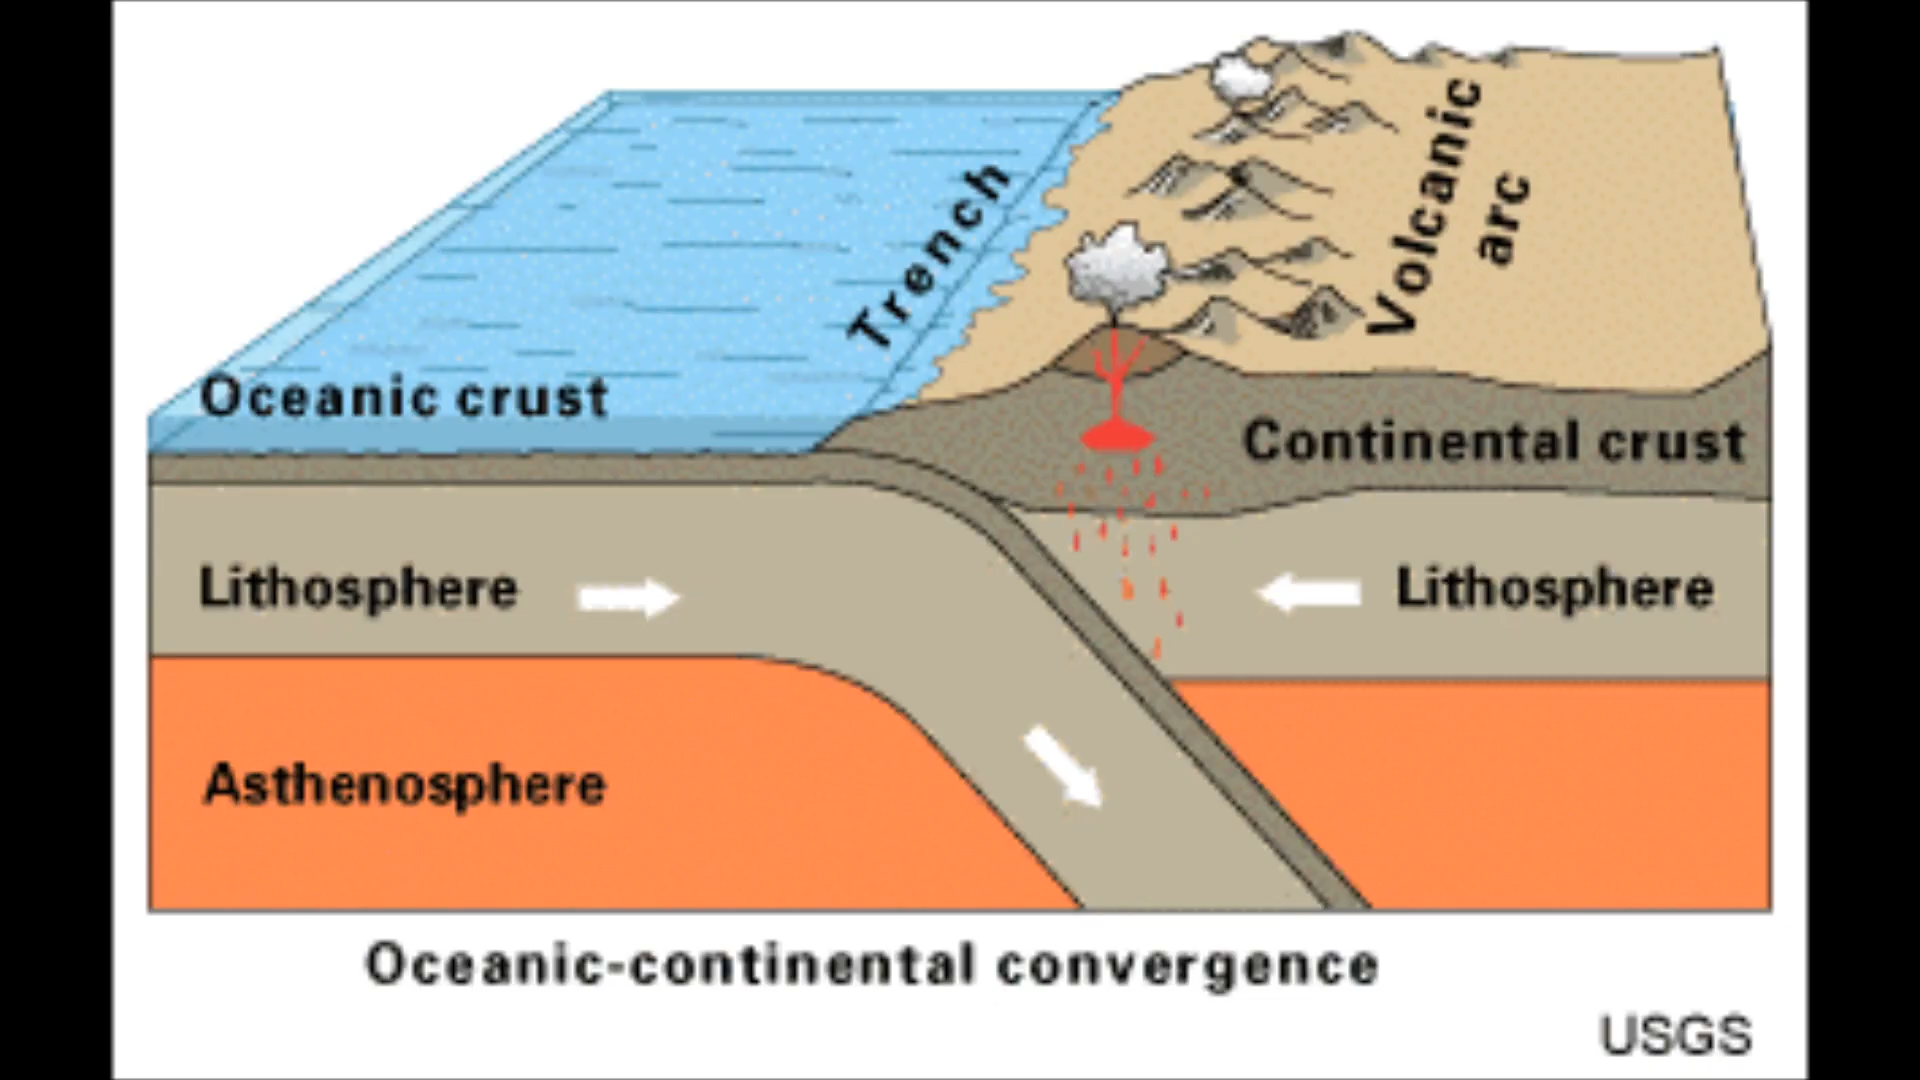 Trench
Volcanic
arc
Oceanic crust
Continental crust
Lithosphere
Lithosphere
Asthenosphere
Oceanic-continental convergence
USGS